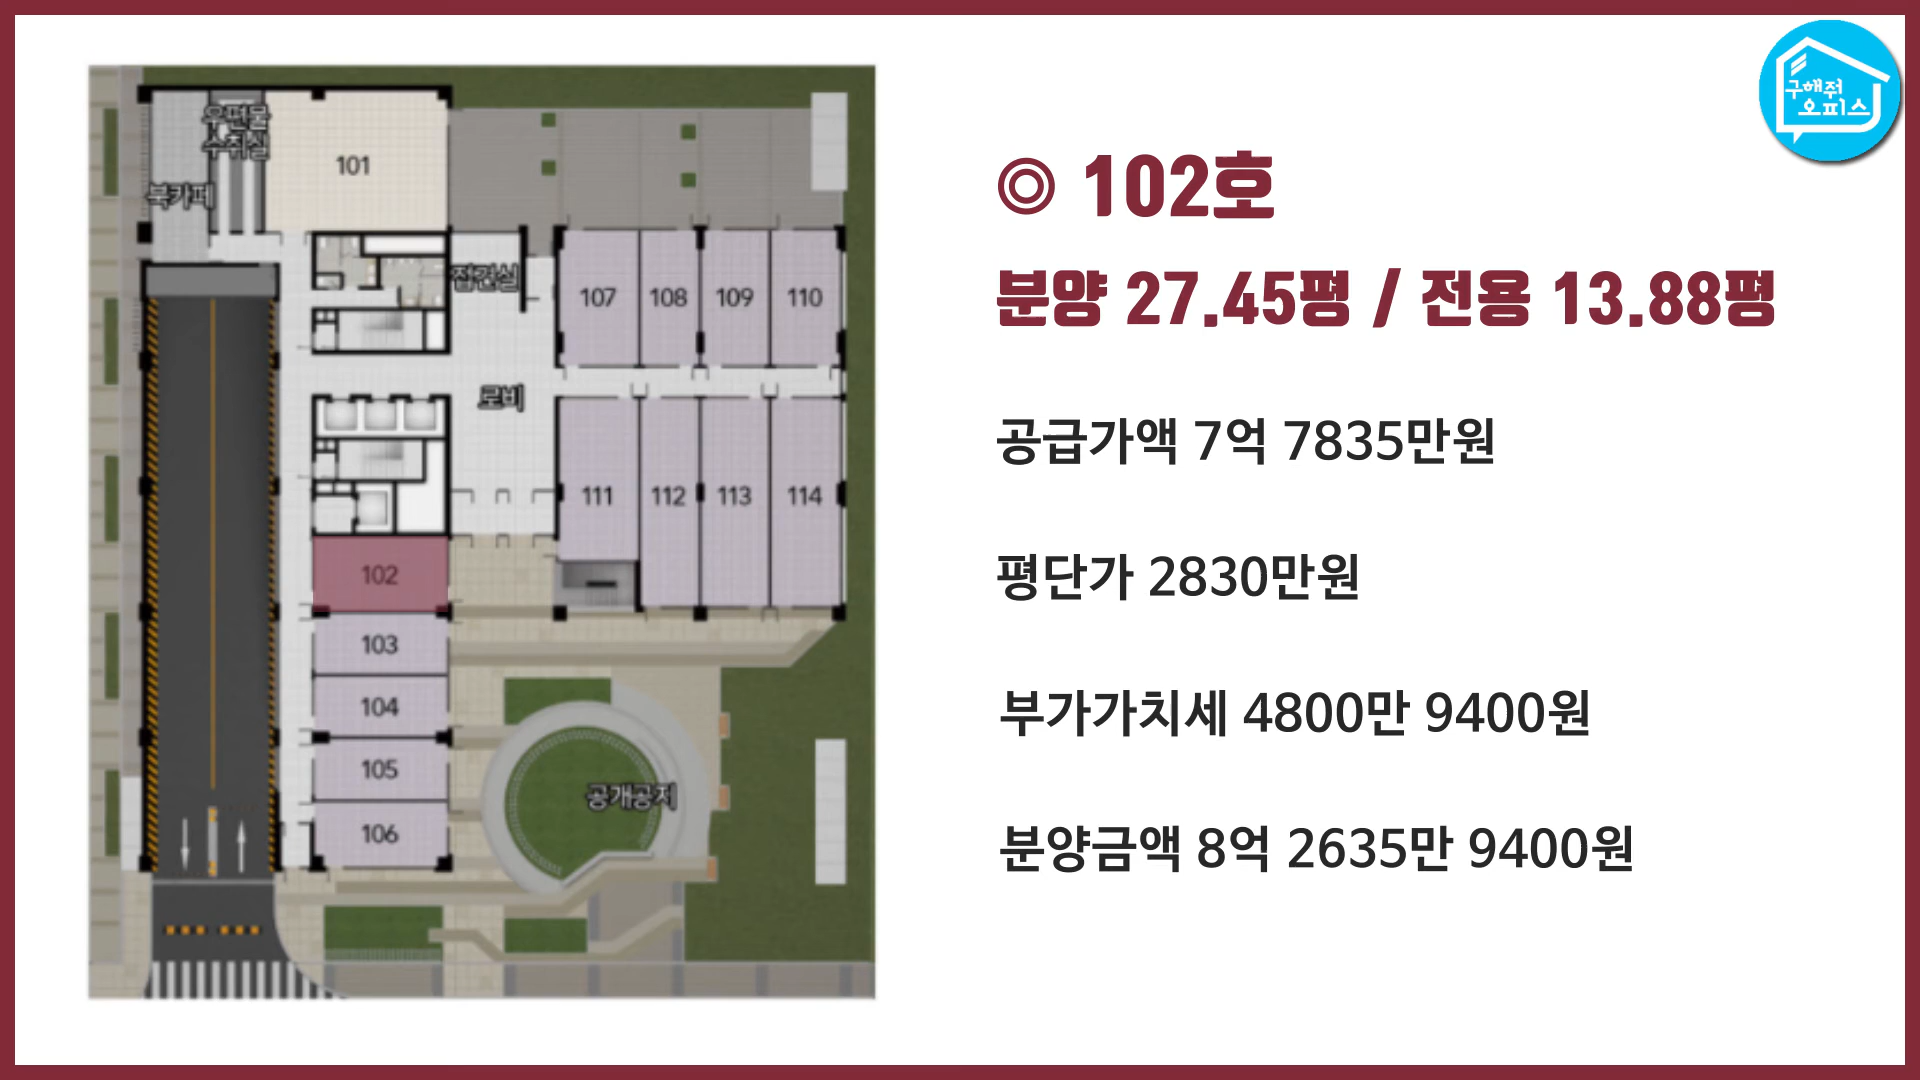 구해줘
오피스
◎ 102호
분양 27.45평 / 전용 13.88평
공급가액 7억 7835만원
평단가 2830만원
부가가치세 4800만 9400원
분양금액 8억 2635만 9400원
우편물
수취실
101
북카페
접견실
107
108
109
110
로비
111
112
113
114
102
103
104
105
106
공개공지